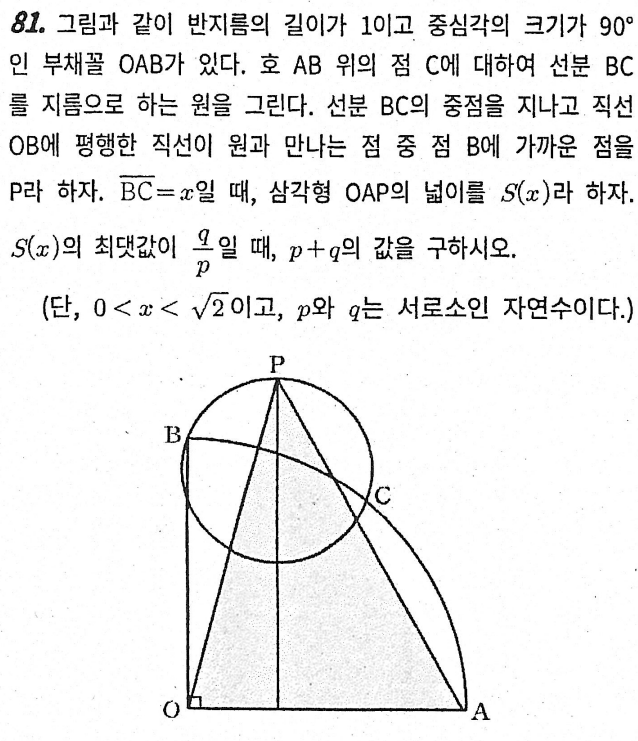 81. 그림과 같이 반지름의 길이가 1이고 중심각의 크기가 90°
인 부채꼴 OAB가 있다. 호 AB 위의 점 C에 대하여 선분 BC
를 지름으로 하는 원을 그린다. 선분 BC의 중점을 지나고 직선
OB에 평행한 직선이 원과 만나는 점 중 점 B에 가까운 점을
P라 하자. $\overline{BC}=x$일 때, 삼각형 OAP의 넓이를 S(x)라 하자.
S(x)의 최댓값이 $\frac{q}{p}$일 때, p+q의 값을 구하시오.
(단, 0<x<√2이고, p와 q는 서로소인 자연수이다.)
P
B
C
O
A